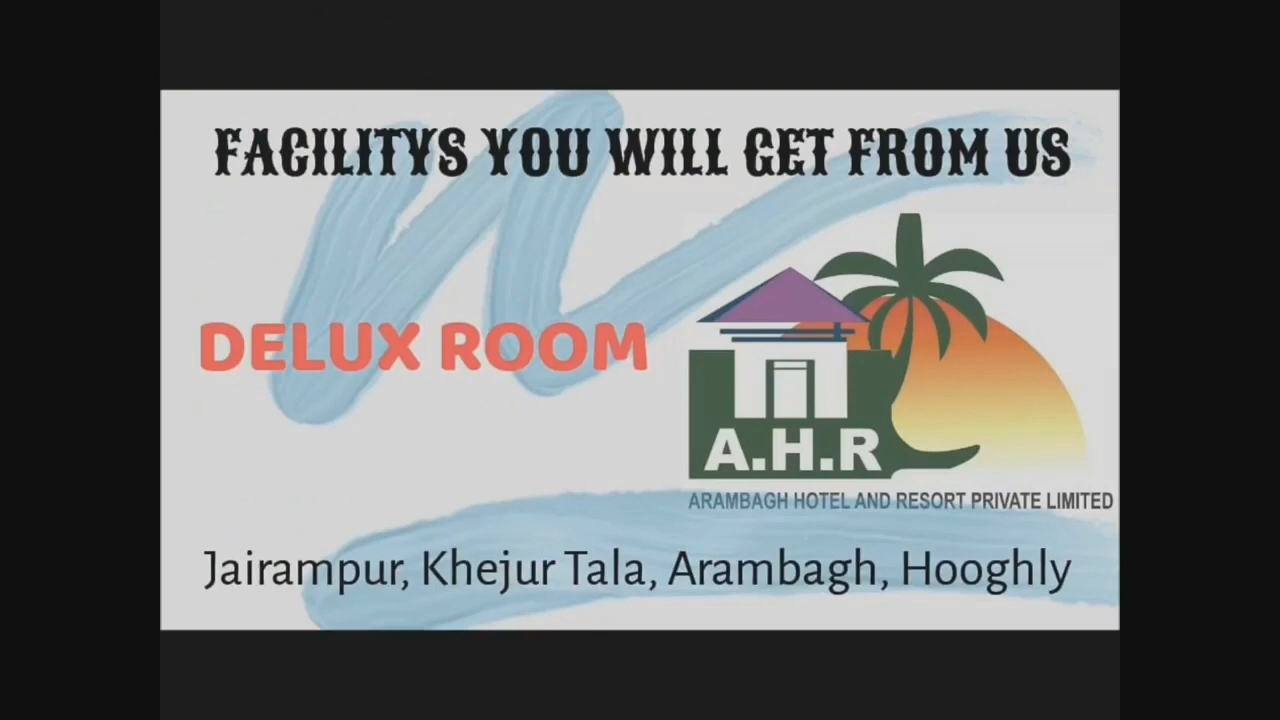 FACILITYS YOU WILL GET FROM US
DELUX ROOM
A.H.R
ARAMBAGH HOTEL AND RESORT PRIVATE LIMITED
Jairampur, Khejur Tala, Arambagh, Hooghly